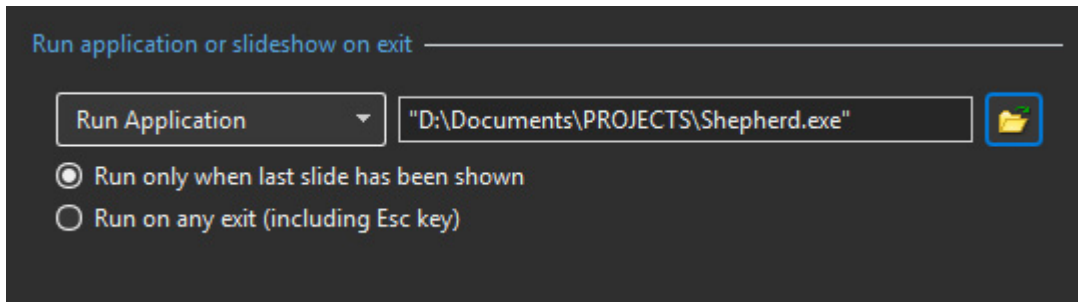 Run application or slideshow on exit
Run Application
"D:\Documents\PROJECTS\Shepherd.exe"
Run only when last slide has been shown
Run on any exit (including Esc key)